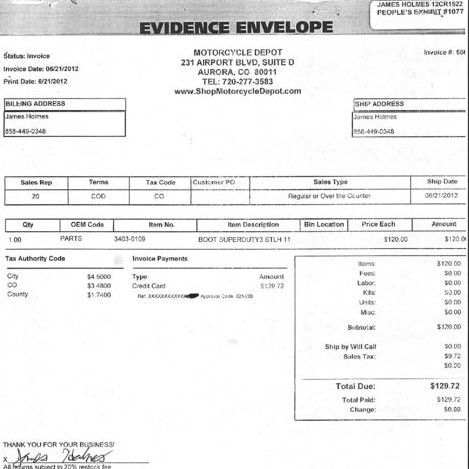 JAMES HOLMES 12CR1522
PEOPLE'S EXHIBIT #1077
EVIDENCE ENVELOPE
Status: Invoice
Invoice Date: 06/21/2012
Print Date: 6/21/2012
MOTORCYCLE DEPOT
231 AIRPORT BLVD, SUITE D
AURORA, CO 80011
TEL: 720-277-3583
www.ShopMotorcycleDepot.com
Invoice #:
BILLING ADDRESS
James Holmes
858-449-0348
SHIP ADDRESS
James Holmes
858-449-0348
Sales Rep Terms Tax Code Customer PO Sales Type Ship Date
20 COD CO Regular or Over the Counter 06/21/2012
Qty OEM Code Item No. Item Description Bin Location Price Each Amount
1.00 PARTS 3403-0109 BOOT SUPERDUTY3 STLH 11 $120.00 $120.0
Tax Authority Code
City $4.5000
CO $3.4800
County $1.7400
Invoice Payments
Type Amount
Credit Card $129.72
Ref. Approval Code:
Items: $120.00
Fees: $0.00
Labor: $0.00
Kits: $0.00
Units: $0.00
Misc: $0.00
Subtotal: $120.00
Ship by Will Call $0.00
Sales Tax: $9.72
$0.00
Total Due: $129.72
Total Paid: $129.72
Change: $0.00
THANK YOU FOR YOUR BUSINESS!
x James Holmes
All returns subject to 20% restock fee